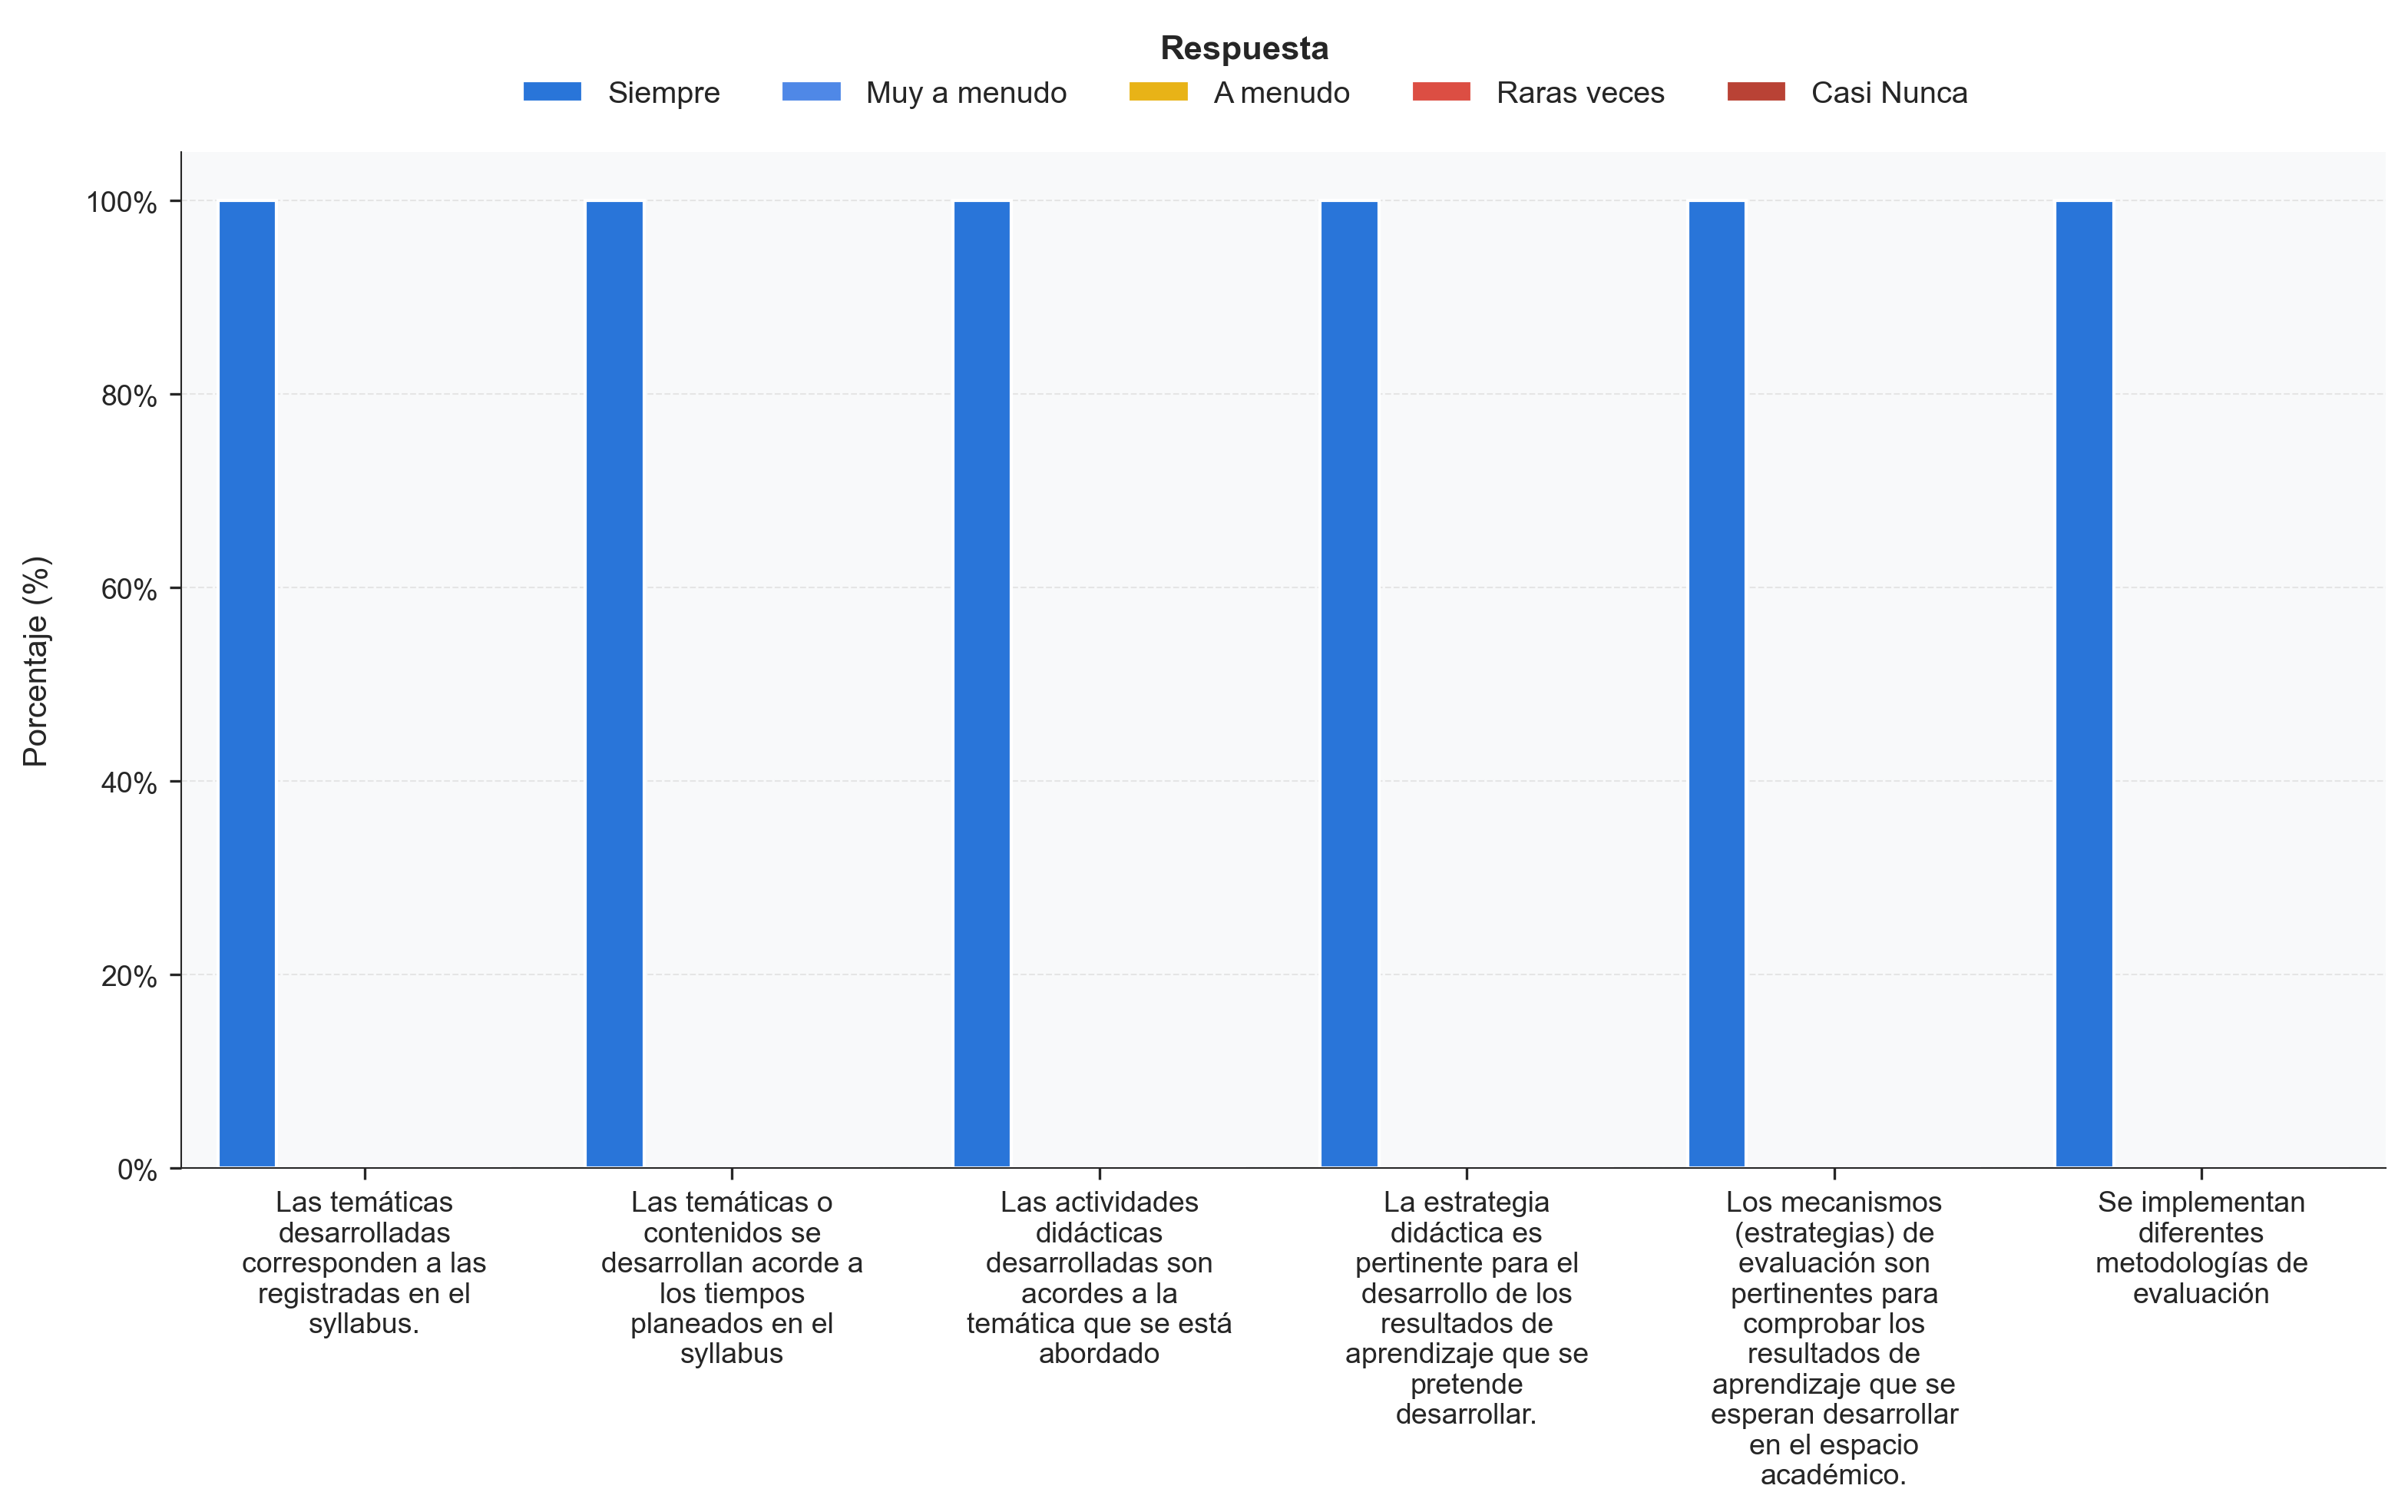 Respuesta
Siempre
Muy a menudo
A menudo
Raras veces
Casi Nunca
Porcentaje (%)
100%
80%
60%
40%
20%
0%
Las temáticas
desarrolladas
corresponden a las
registradas en el
syllabus.
Las temáticas o
contenidos se
desarrollan acorde a
los tiempos
planeados en el
syllabus
Las actividades
didácticas
desarrolladas son
acordes a la
temática que se está
abordado
La estrategia
didáctica es
pertinente para el
desarrollo de los
resultados de
aprendizaje que se
pretende
desarrollar.
Los mecanismos
(estrategias) de
evaluación son
pertinentes para
comprobar los
resultados de
aprendizaje que se
esperan desarrollar
en el espacio
académico.
Se implementan
diferentes
metodologías de
evaluación